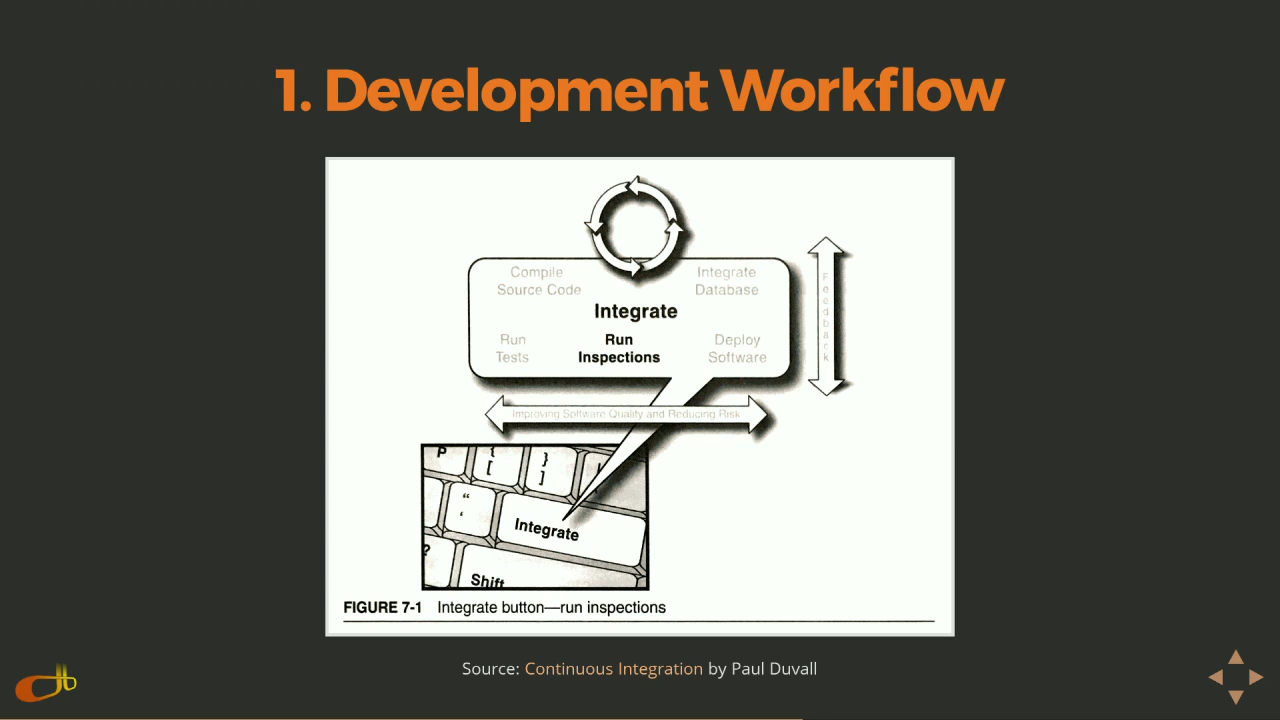 1. Development Workflow
Compile
Source Code
Integrate
Database
Integrate
Run
Tests
Run
Inspections
Deploy
Software
Feedback
Improving Software Quality and Reducing Risk
P
{
[
}
]
|
“
‘
Integrate
?
Shift
FIGURE 7-1 Integrate button—run inspections
Source: Continuous Integration by Paul Duvall